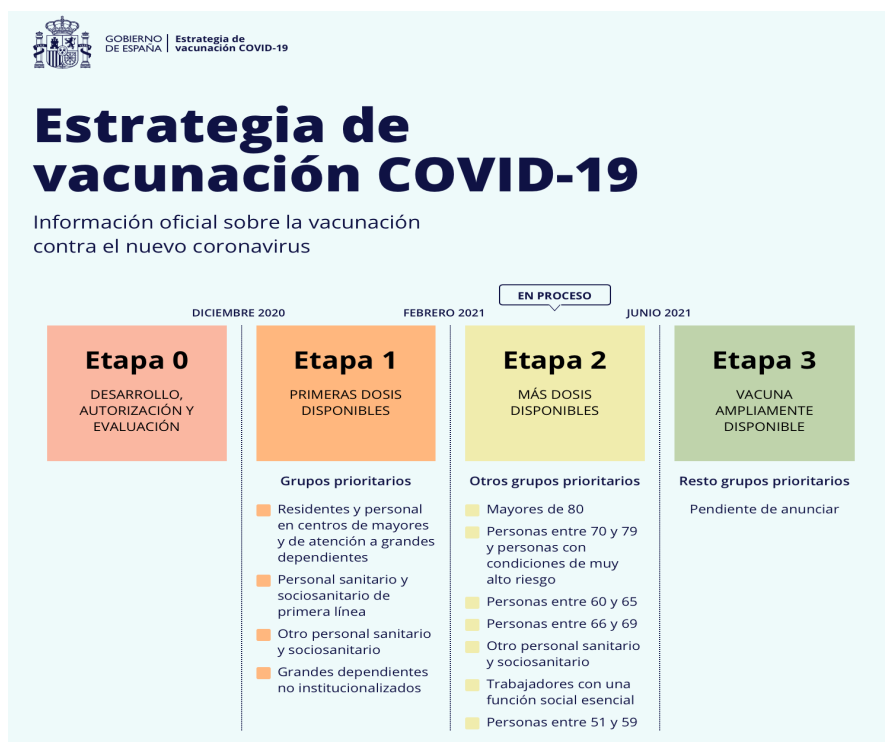 GOBIERNO
DE ESPAÑA
Estrategia de
vacunación COVID-19
Estrategia de
vacunación COVID-19
Información oficial sobre la vacunación
contra el nuevo coronavirus
EN PROCESO
DICIEMBRE 2020
FEBRERO 2021
JUNIO 2021
Etapa 0
DESARROLLO,
AUTORIZACIÓN Y
EVALUACIÓN
Etapa 1
PRIMERAS DOSIS
DISPONIBLES
Grupos prioritarios
Residentes y personal
en centros de mayores
y de atención a grandes
dependientes
Personal sanitario y
sociosanitario de
primera línea
Otro personal sanitario
y sociosanitario
Grandes dependientes
no institucionalizados
Etapa 2
MÁS DOSIS
DISPONIBLES
Otros grupos prioritarios
Mayores de 80
Personas entre 70 y 79
y personas con
condiciones de muy
alto riesgo
Personas entre 60 y 65
Personas entre 66 y 69
Otro personal sanitario
y sociosanitario
Trabajadores con una
función social esencial
Personas entre 51 y 59
Etapa 3
VACUNA
AMPLIAMENTE
DISPONIBLE
Resto grupos prioritarios
Pendiente de anunciar